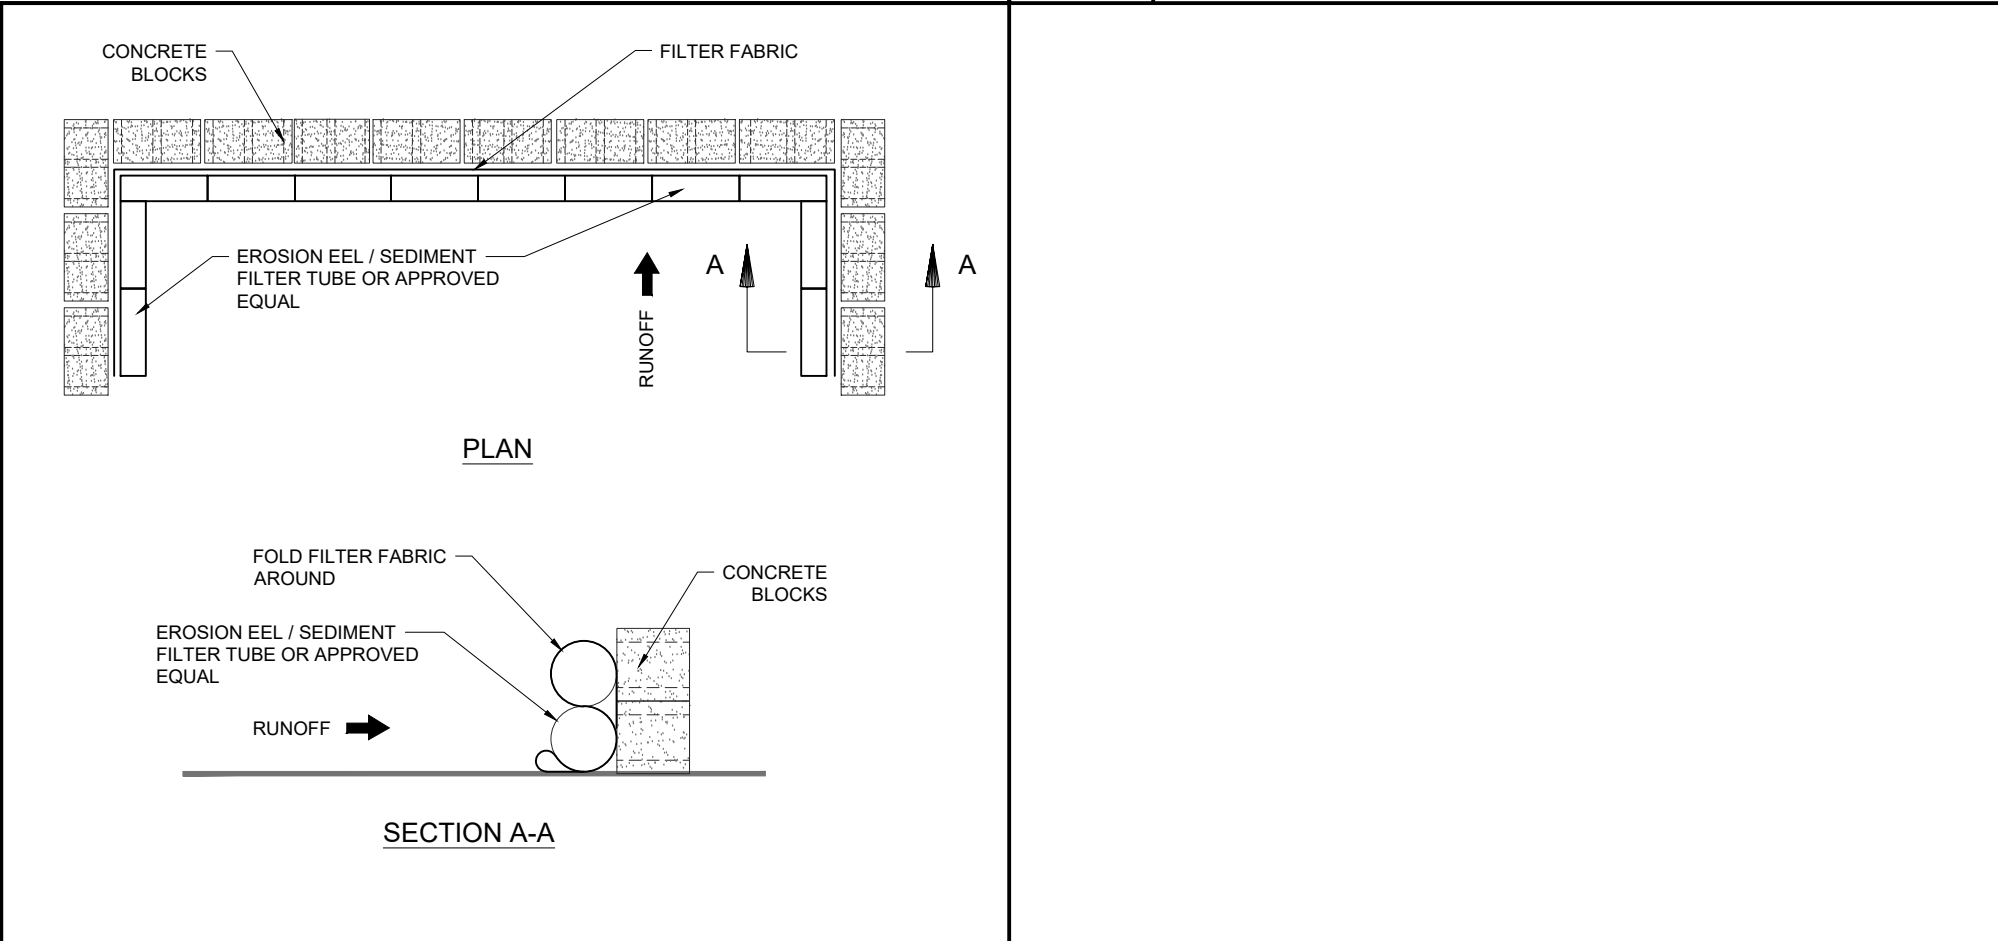 CONCRETE
BLOCKS
FILTER FABRIC
EROSION EEL / SEDIMENT
FILTER TUBE OR APPROVED
EQUAL
RUNOFF
A
A
PLAN
FOLD FILTER FABRIC
AROUND
CONCRETE
BLOCKS
EROSION EEL / SEDIMENT
FILTER TUBE OR APPROVED
EQUAL
RUNOFF
SECTION A-A